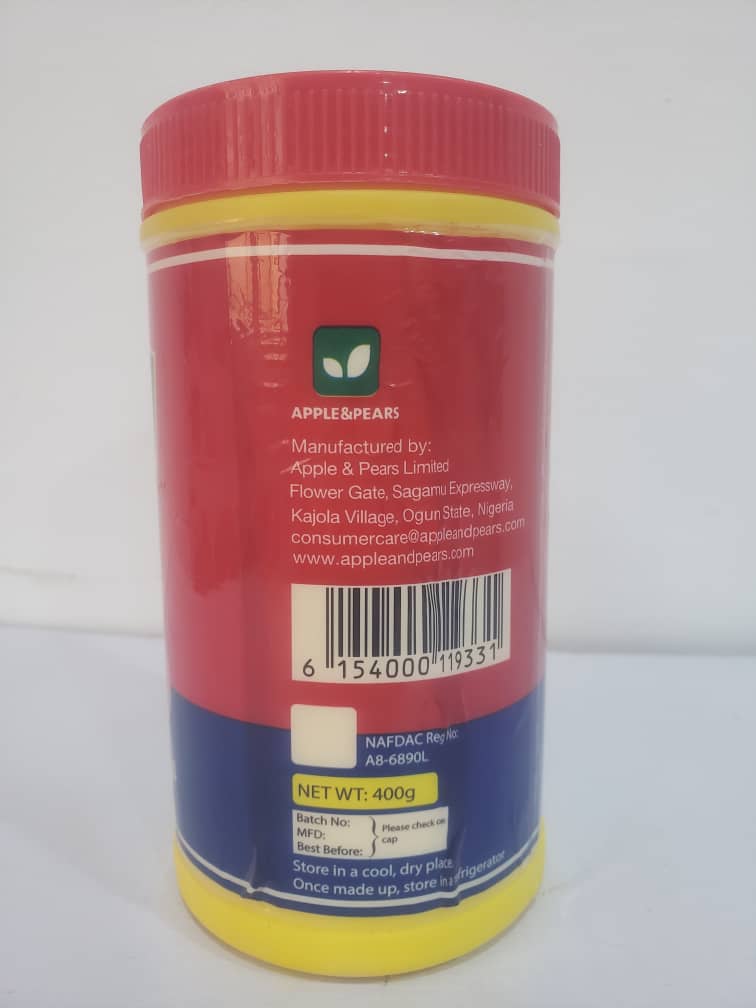 APPLE&PEARS
Manufactured by:
Apple & Pears Limited
Flower Gate, Sagamu Expressway,
Kajola Village, Ogun State, Nigeria
consumercare@appleandpears.com
www.appleandpears.com
6 154000 119331
NAFDAC Reg No:
A8-6890L
NET WT: 400g
Batch No:
MFD:
Best Before:
Please check on
cap
Store in a cool, dry place
Once made up, store in a refrigerator